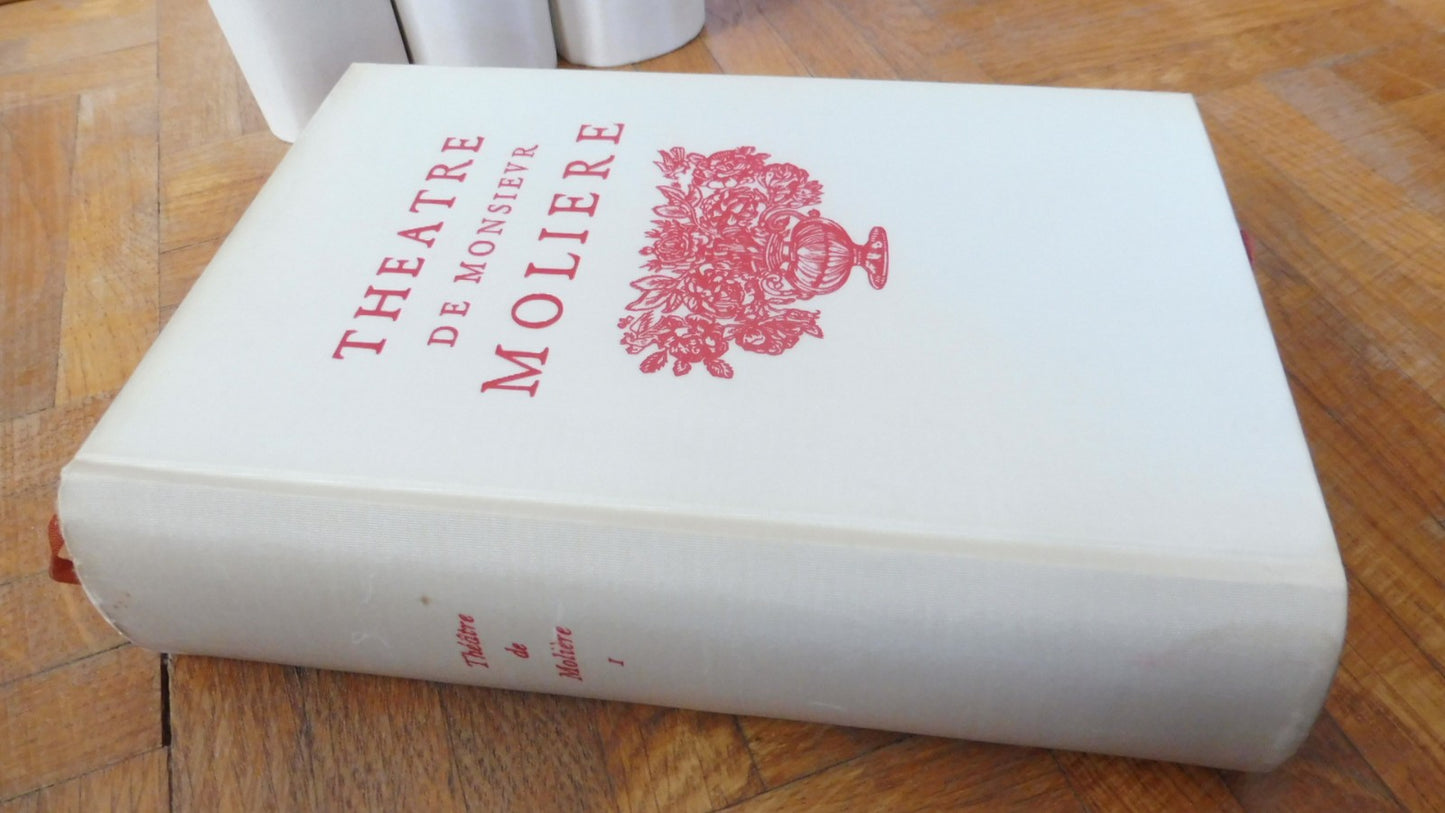 THEATRE
DE MONSIEVR
MOLIERE
Théâtre
de
Molière
I